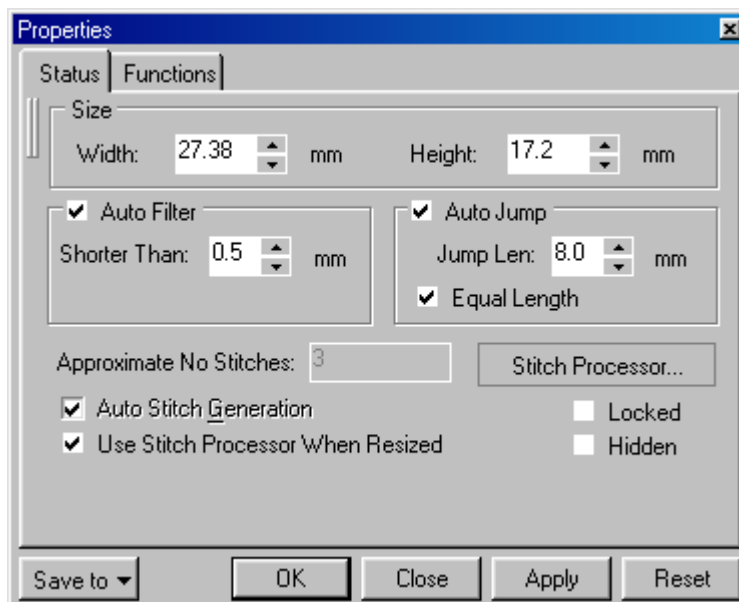 Properties
Status Functions
Size
Width: 27.38 mm Height: 17.2 mm
Auto Filter Auto Jump
Shorter Than: 0.5 mm Jump Len: 8.0 mm
Equal Length
Approximate No Stitches: 3 Stitch Processor...
Auto Stitch Generation Locked
Use Stitch Processor When Resized Hidden
Save to OK Close Apply Reset